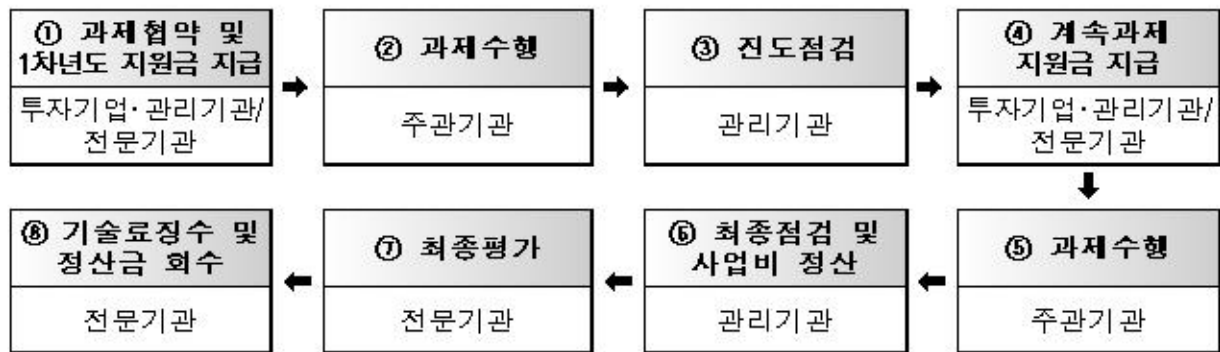 ① 과제협약 및
1차년도 지원금 지급
투자기업·관리기관/
전문기관
② 과제수행
주관기관
③ 진도점검
관리기관
④ 계속과제
지원금 지급
투자기업·관리기관/
전문기관
⑤ 과제수행
주관기관
⑥ 최종점검 및
사업비 정산
관리기관
⑦ 최종평가
전문기관
⑧ 기술료징수 및
정산금 회수
전문기관